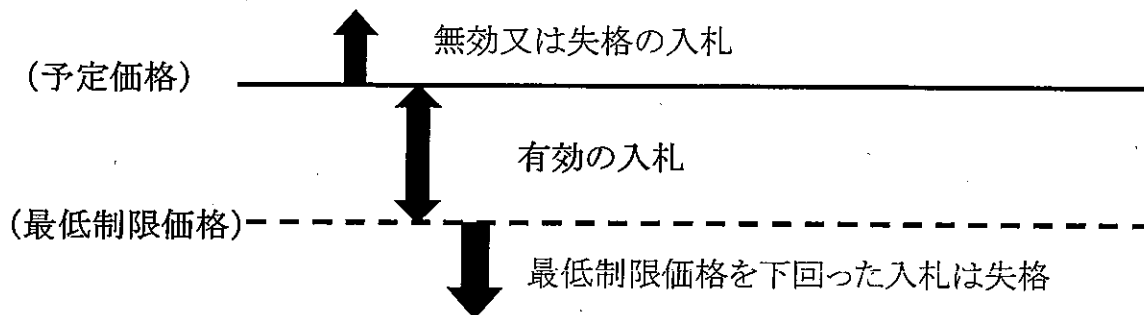 無効又は失格の入札
(予定価格)
有効の入札
(最低制限価格)
最低制限価格を下回った入札は失格